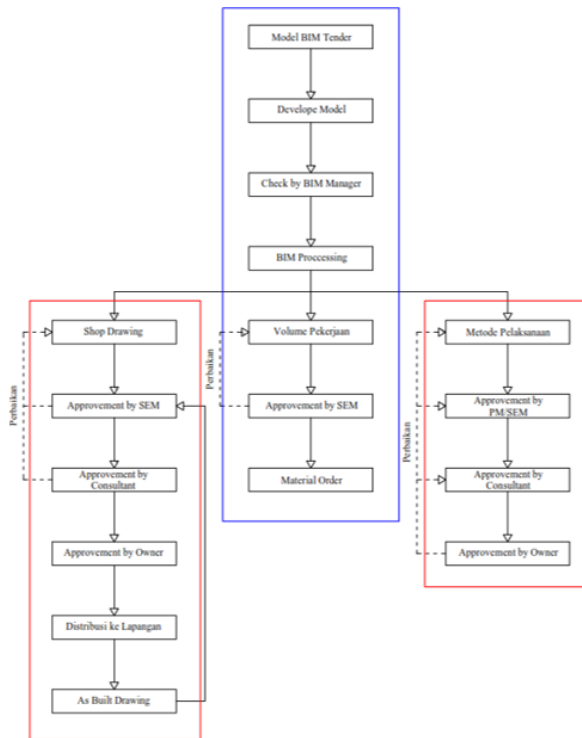 Model BIM Tender
Develope Model
Check by BIM Manager
BIM Proccessing
Shop Drawing
Approvement by SEM
Approvement by
Consultant
Approvement by Owner
Distribusi ke Lapangan
As Built Drawing
Perbaikan
Volume Pekerjaan
Approvement by SEM
Material Order
Perbaikan
Metode Pelaksanaan
Approvement by
PM/SEM
Approvement by
Consultant
Approvement by Owner
Perbaikan